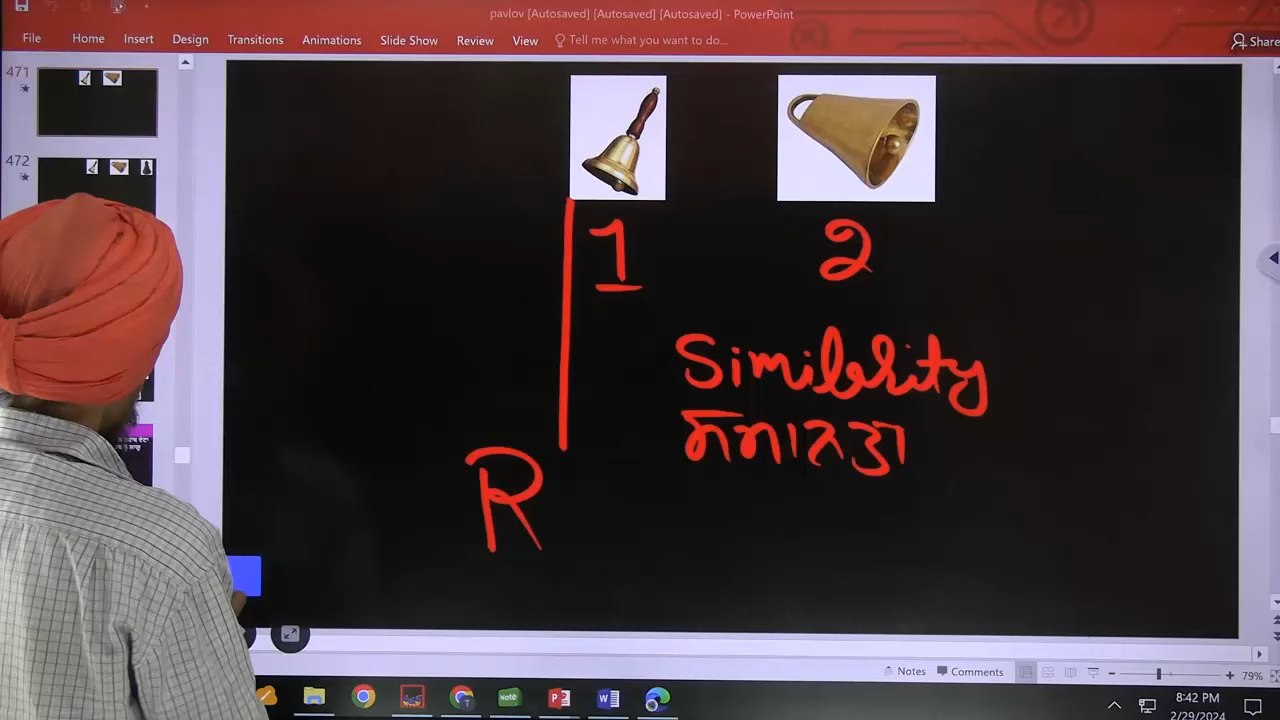 pavlov [Autosaved] [Autosaved] [Autosaved] - PowerPoint
File Home Insert Design Transitions Animations Slide Show Review View Tell me what you want to do... Share
471
472
1 2
Similarity
ਸਮਾਨਤਾ
R
Notes Comments 79%
Note
8:42 PM
2/29/2024